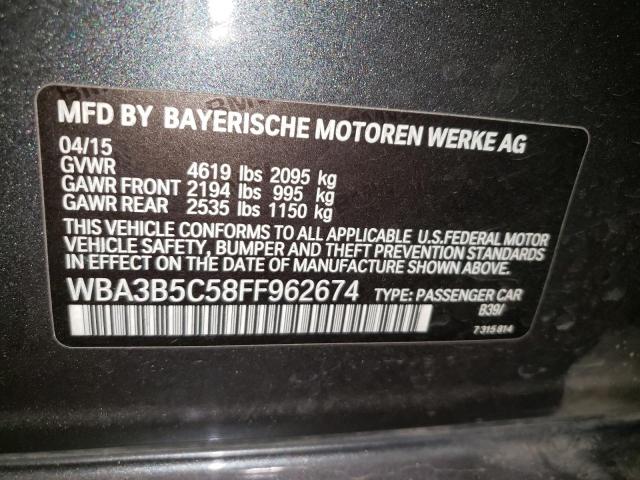 MFD BY BAYERISCHE MOTOREN WERKE AG
04/15
GVWR 4619 lbs 2095 kg
GAWR FRONT 2194 lbs 995 kg
GAWR REAR 2535 lbs 1150 kg
THIS VEHICLE CONFORMS TO ALL APPLICABLE U.S.FEDERAL MOTOR
VEHICLE SAFETY, BUMPER AND THEFT PREVENTION STANDARDS
IN EFFECT ON THE DATE OF MANUFACTURE SHOWN ABOVE.
WBA3B5C58FF962674 TYPE: PASSENGER CAR
B39/
7 315 814